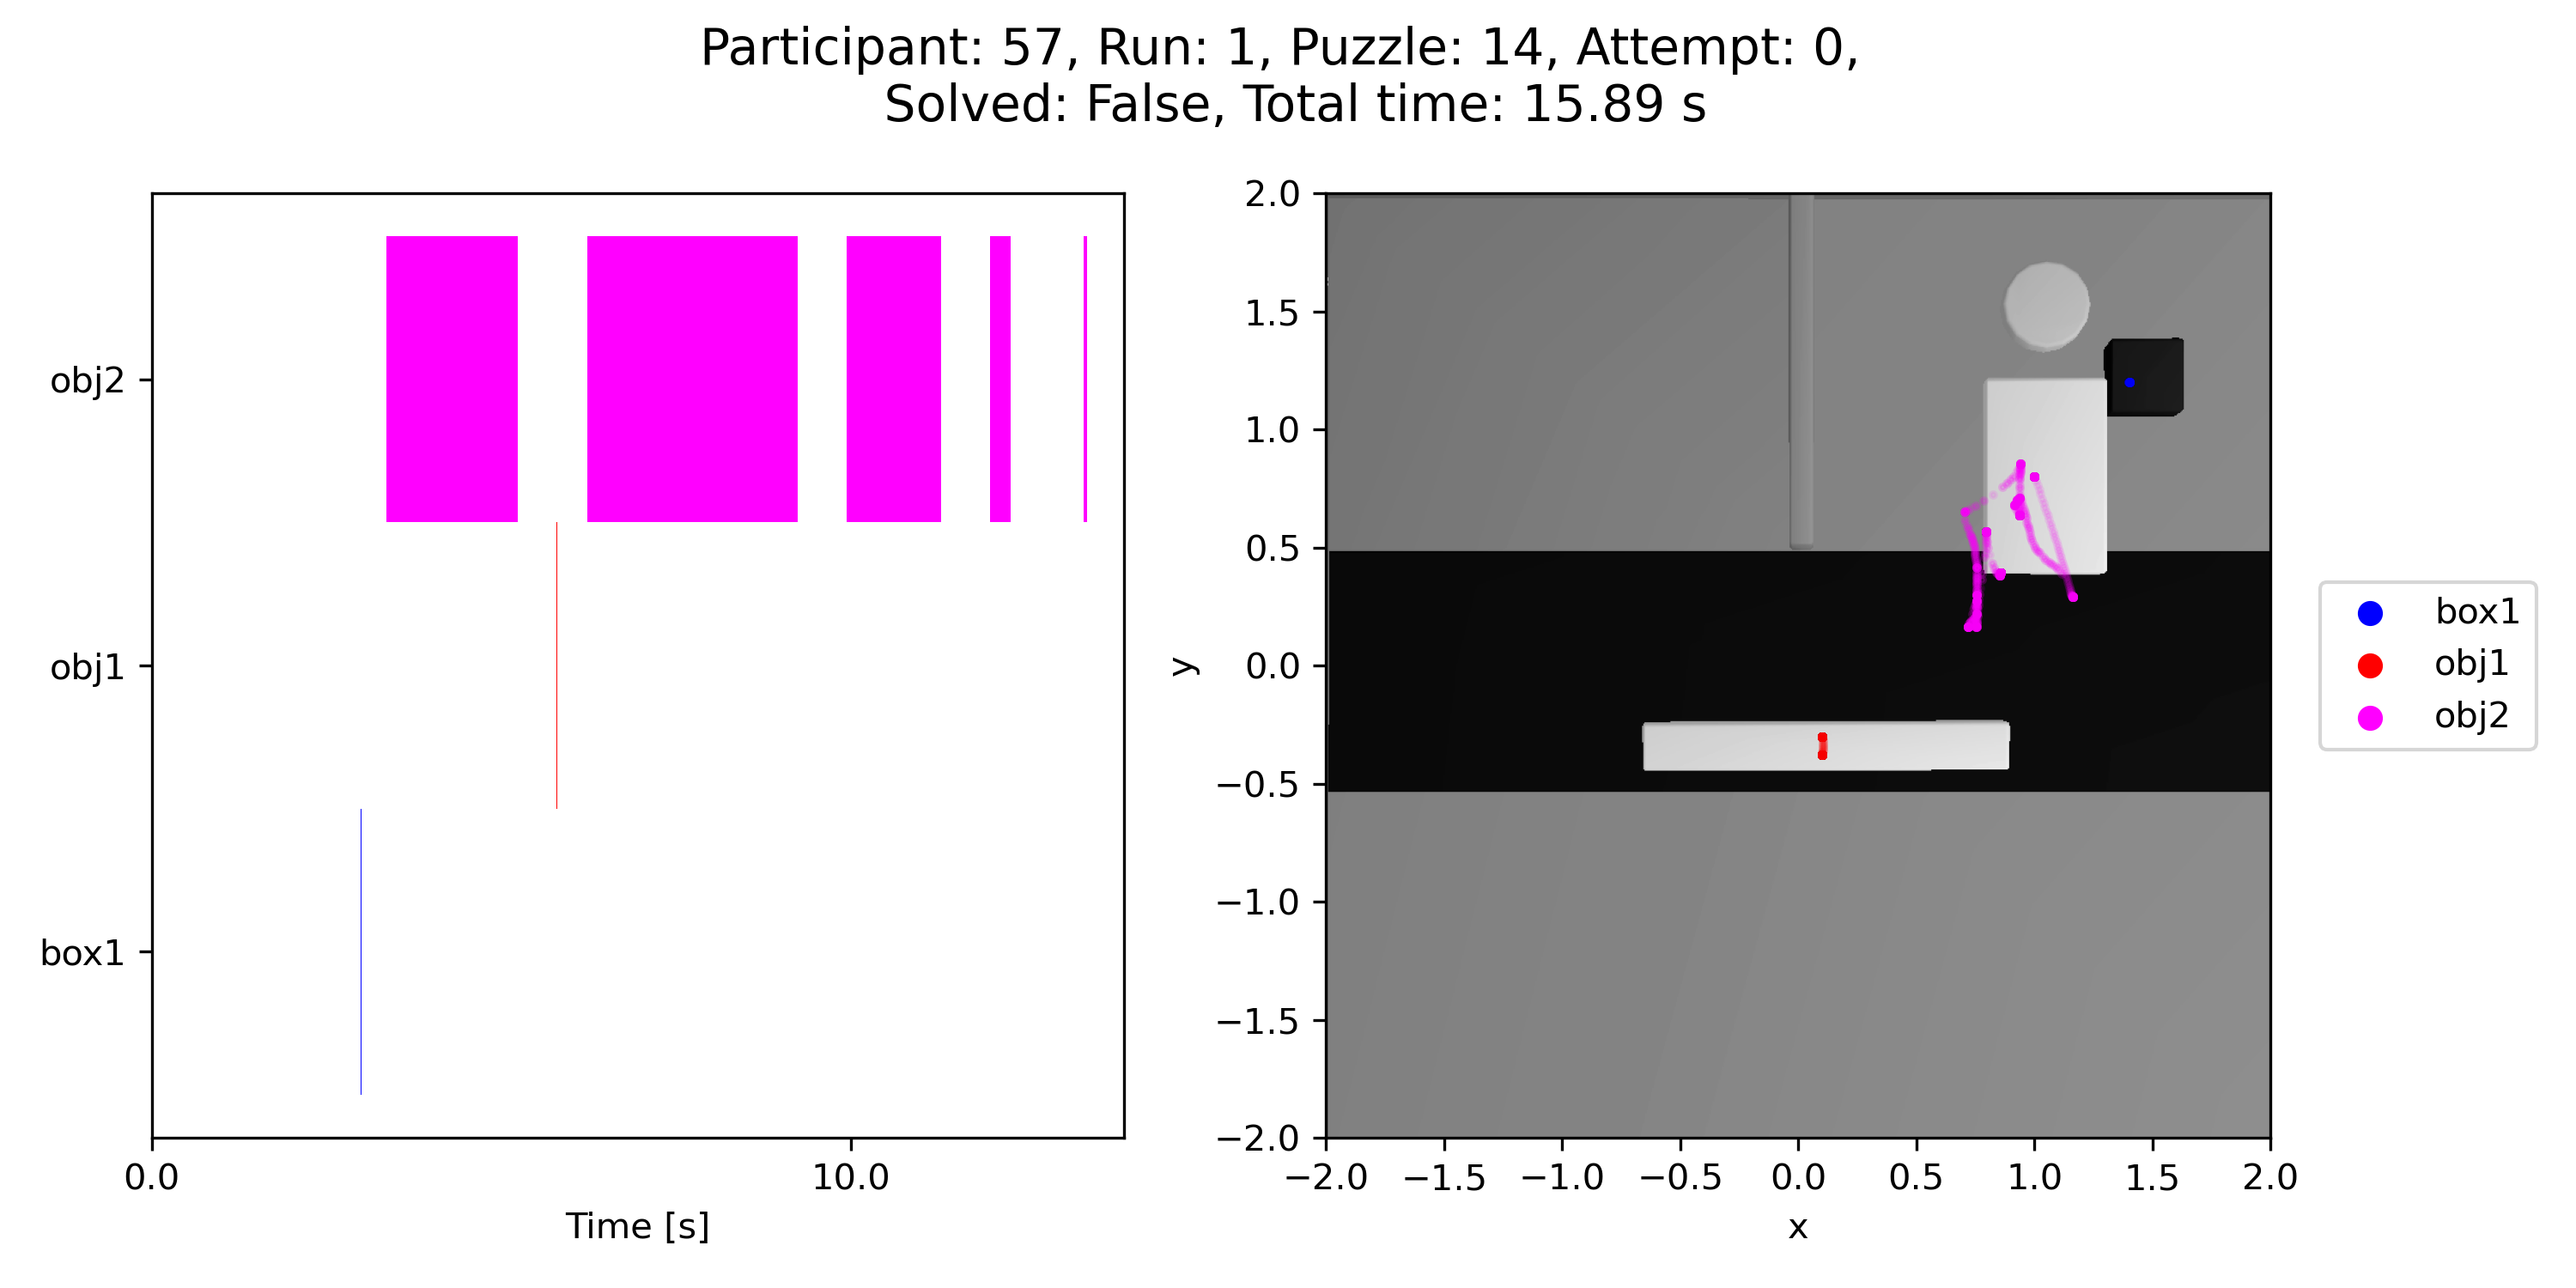 Participant: 57, Run: 1, Puzzle: 14, Attempt: 0,
Solved: False, Total time: 15.89 s
obj2
obj1
box1
0.0
10.0
Time [s]
2.0
1.5
1.0
0.5
0.0
−0.5
−1.0
−1.5
−2.0
y
−2.0
−1.5
−1.0
−0.5
0.0
0.5
1.0
1.5
2.0
x
box1
obj1
obj2